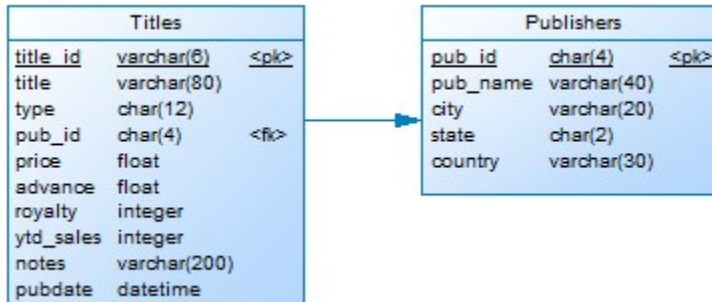 Titles
title_id varchar(6) <pk>
title varchar(80)
type char(12)
pub_id char(4) <fk>
price float
advance float
royalty integer
ytd_sales integer
notes varchar(200)
pubdate datetime
Publishers
pub_id char(4) <pk>
pub_name varchar(40)
city varchar(20)
state char(2)
country varchar(30)